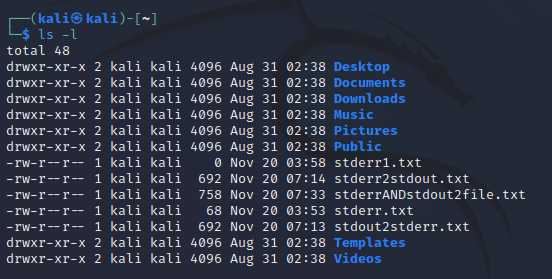 ┌──(kali㉿kali)-[~]
└─$ ls -l
total 48
drwxr-xr-x 2 kali kali 4096 Aug 31 02:38 Desktop
drwxr-xr-x 2 kali kali 4096 Aug 31 02:38 Documents
drwxr-xr-x 2 kali kali 4096 Aug 31 02:38 Downloads
drwxr-xr-x 2 kali kali 4096 Aug 31 02:38 Music
drwxr-xr-x 2 kali kali 4096 Aug 31 02:38 Pictures
drwxr-xr-x 2 kali kali 4096 Aug 31 02:38 Public
-rw-r--r-- 1 kali kali    0 Nov 20 03:58 stderr1.txt
-rw-r--r-- 1 kali kali  692 Nov 20 07:14 stderr2stdout.txt
-rw-r--r-- 1 kali kali  758 Nov 20 07:33 stderrANDstdout2file.txt
-rw-r--r-- 1 kali kali   68 Nov 20 03:53 stderr.txt
-rw-r--r-- 1 kali kali  692 Nov 20 07:13 stdout2stderr.txt
drwxr-xr-x 2 kali kali 4096 Aug 31 02:38 Templates
drwxr-xr-x 2 kali kali 4096 Aug 31 02:38 Videos